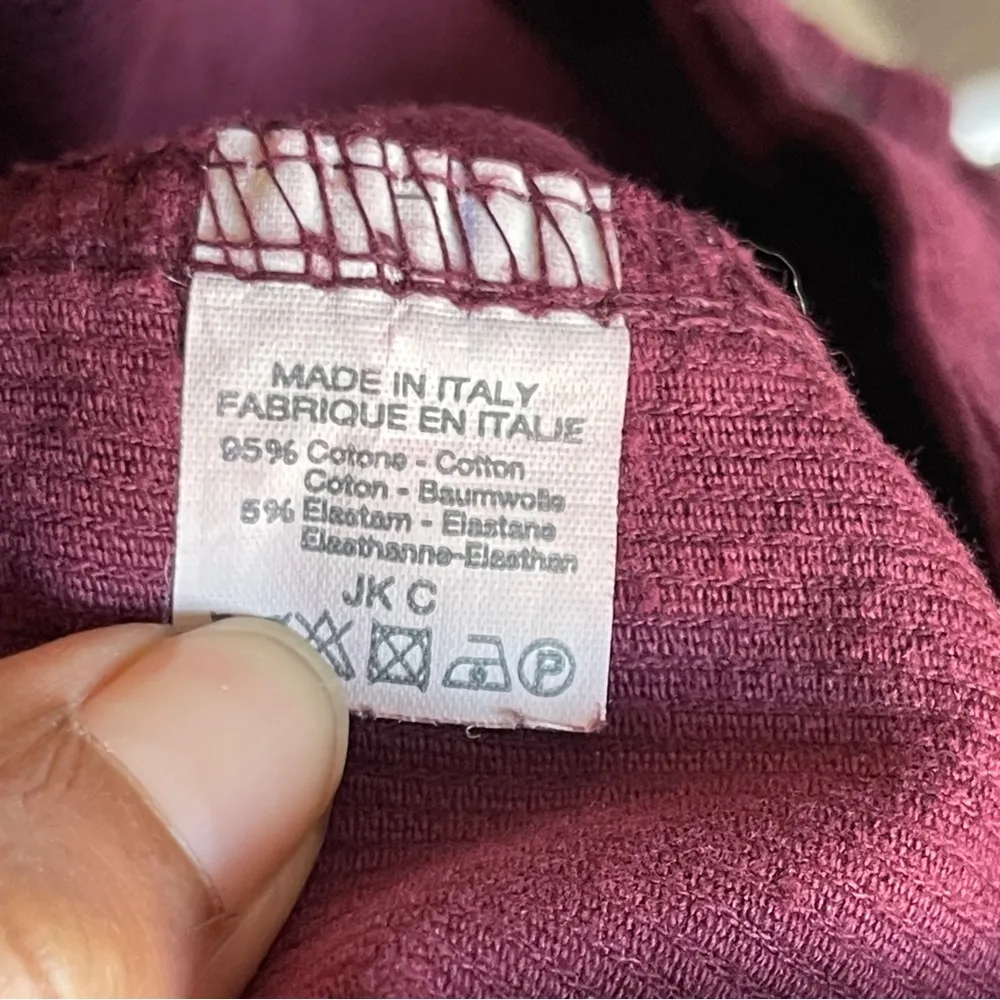 MADE IN ITALY
FABRIQUE EN ITALIE
95% Cotone - Cotton
Coton - Baumwolle
5% Elastam - Elastane
Elasthanne-Elasthan
JK C
P